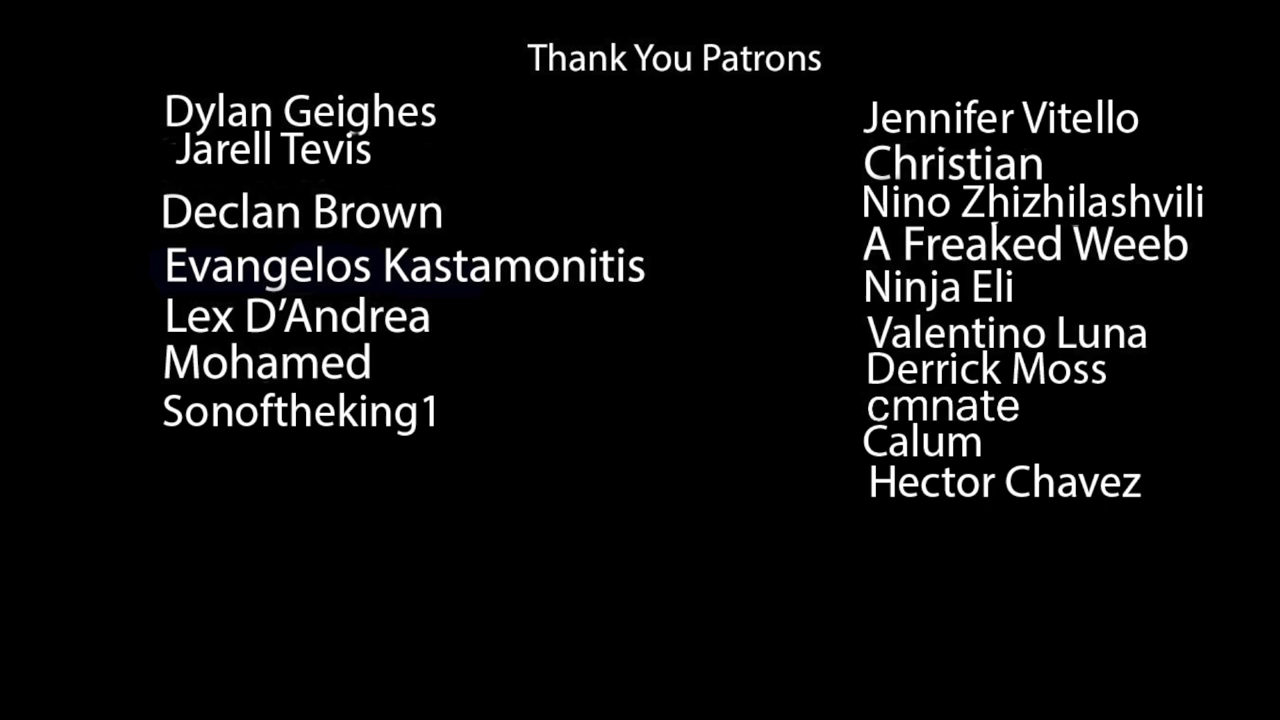 Thank You Patrons
Dylan Geighes
Jarell Tevis
Declan Brown
Evangelos Kastamonitis
Lex D’Andrea
Mohamed
Sonoftheking1
Jennifer Vitello
Christian
Nino Zhizhilashvili
A Freaked Weeb
Ninja Eli
Valentino Luna
Derrick Moss
cmnate
Calum
Hector Chavez